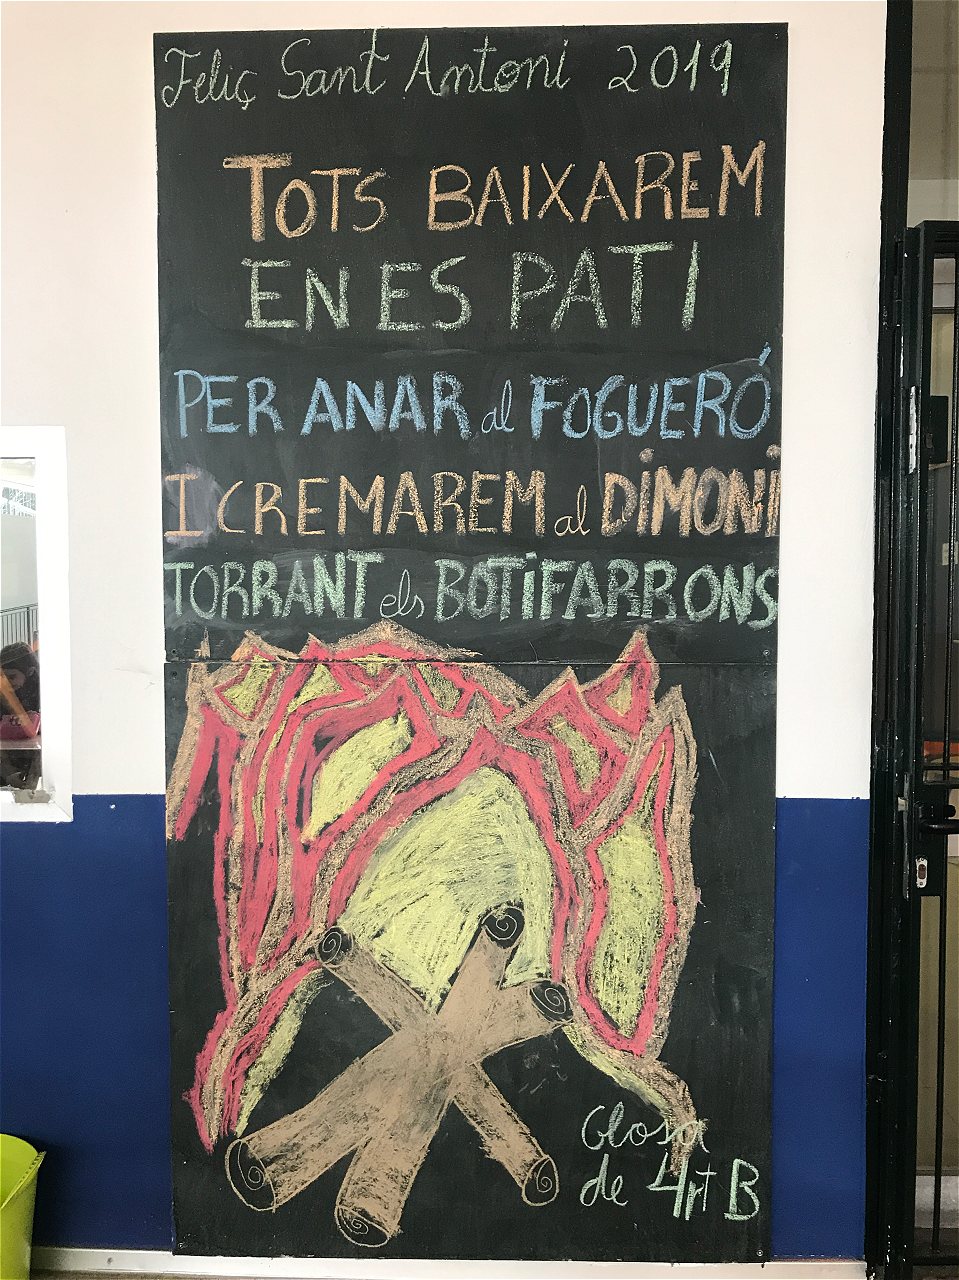 Feliç Sant Antoni 2019
TOTS BAIXAREM
EN ES PATI
PER ANAR al FOGUERÓ
I CREMAREM al DiMONi
TORRANT els BOTiFARRONS
Glosa
de 4rt B